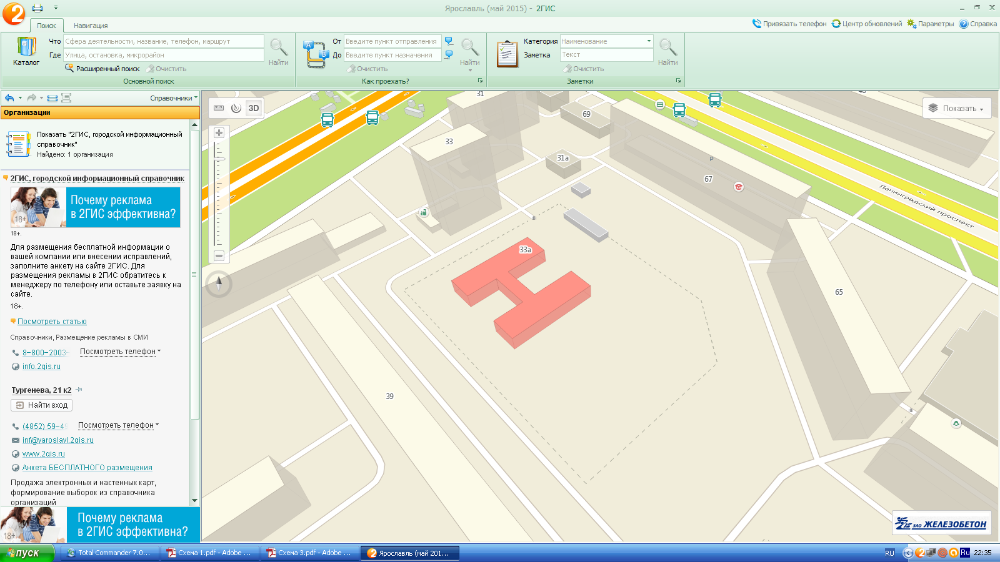 Ярославль (май 2015) - 2ГИС
Поиск
Навигация
Привязать телефон
Центр обновлений
Параметры
Справка
Каталог
Что
Сфера деятельности, название, телефон, маршрут
Где
Улица, остановка, микрорайон
Расширенный поиск
Очистить
Найти
Основной поиск
От
Введите пункт отправления
До
Введите пункт назначения
Очистить
Найти
Как проехать?
Категория
Наименование
Заметка
Текст
Очистить
Найти
Заметки
Справочники
Организации
Показать "2ГИС, городской информационный
справочник"
Найдено: 1 организация
2ГИС, городской информационный справочник
Почему реклама
в 2ГИС эффективна?
18+
18+.
Для размещения бесплатной информации о
вашей компании или внесении исправлений,
заполните анкету на сайте 2ГИС. Для
размещения рекламы в 2ГИС обратитесь к
менеджеру по телефону или оставьте заявку на
сайте.
18+.
Посмотреть статью
Справочники, Размещение рекламы в СМИ
8-800-2003- Посмотреть телефон
info.2gis.ru
Тургенева, 21 к2
Найти вход
(4852) 59-4 Посмотреть телефон
inf@yaroslavl.2gis.ru
www.2gis.ru
Анкета БЕСПЛАТНОГО размещения
Продажа электронных и настенных карт,
формирование выборок из справочника
организаций
Почему реклама
в 2ГИС эффективна?
18+
3D
Показать
31
69
33
31а
P
67
Ленинградский проспект
33а
65
39
ЗАО ЖЕЛЕЗОБЕТОН
пуск
Total Commander 7.0...
Схема 1.pdf - Adobe ...
Схема 3.pdf - Adobe ...
Ярославль (май 201...
RU
Ru
22:35